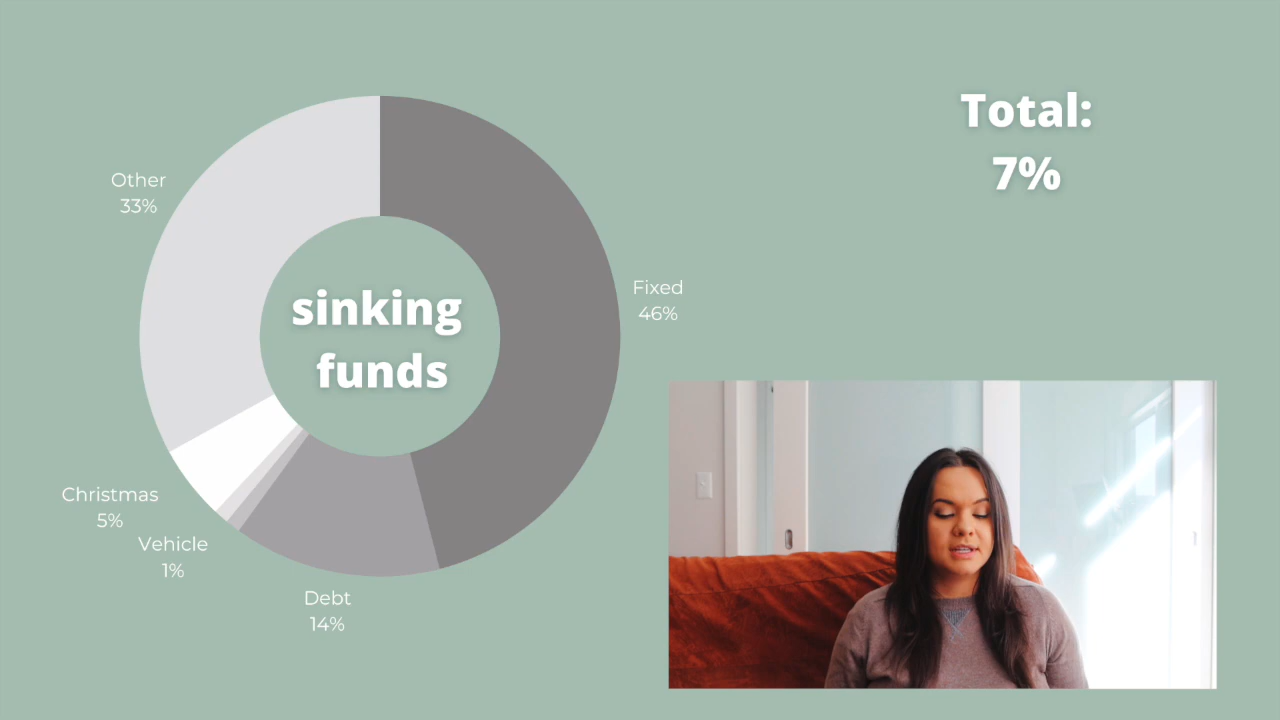 Total:
7%
Other
33%
Fixed
46%
sinking
funds
Christmas
5%
Vehicle
1%
Debt
14%